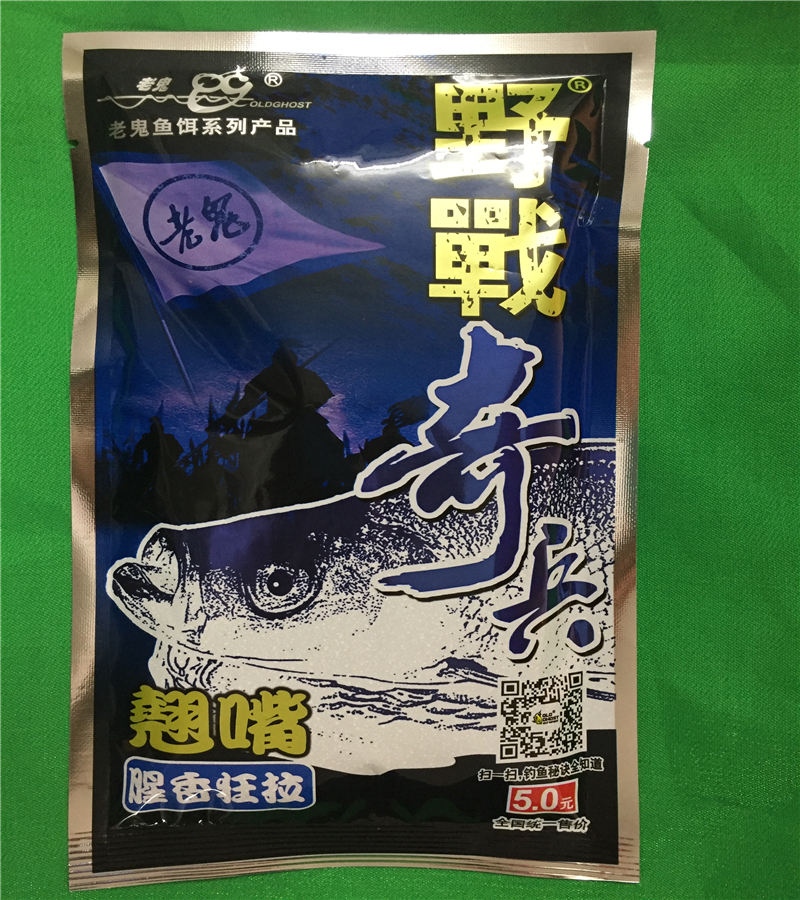 老鬼
®
OLDGHOST
老鬼鱼饵系列产品
老鬼
野戰®
奇兵
翘嘴
腥香狂拉
OLD
GHOST
扫一扫,钓鱼秘诀全知道
5.0元
全国统一售价